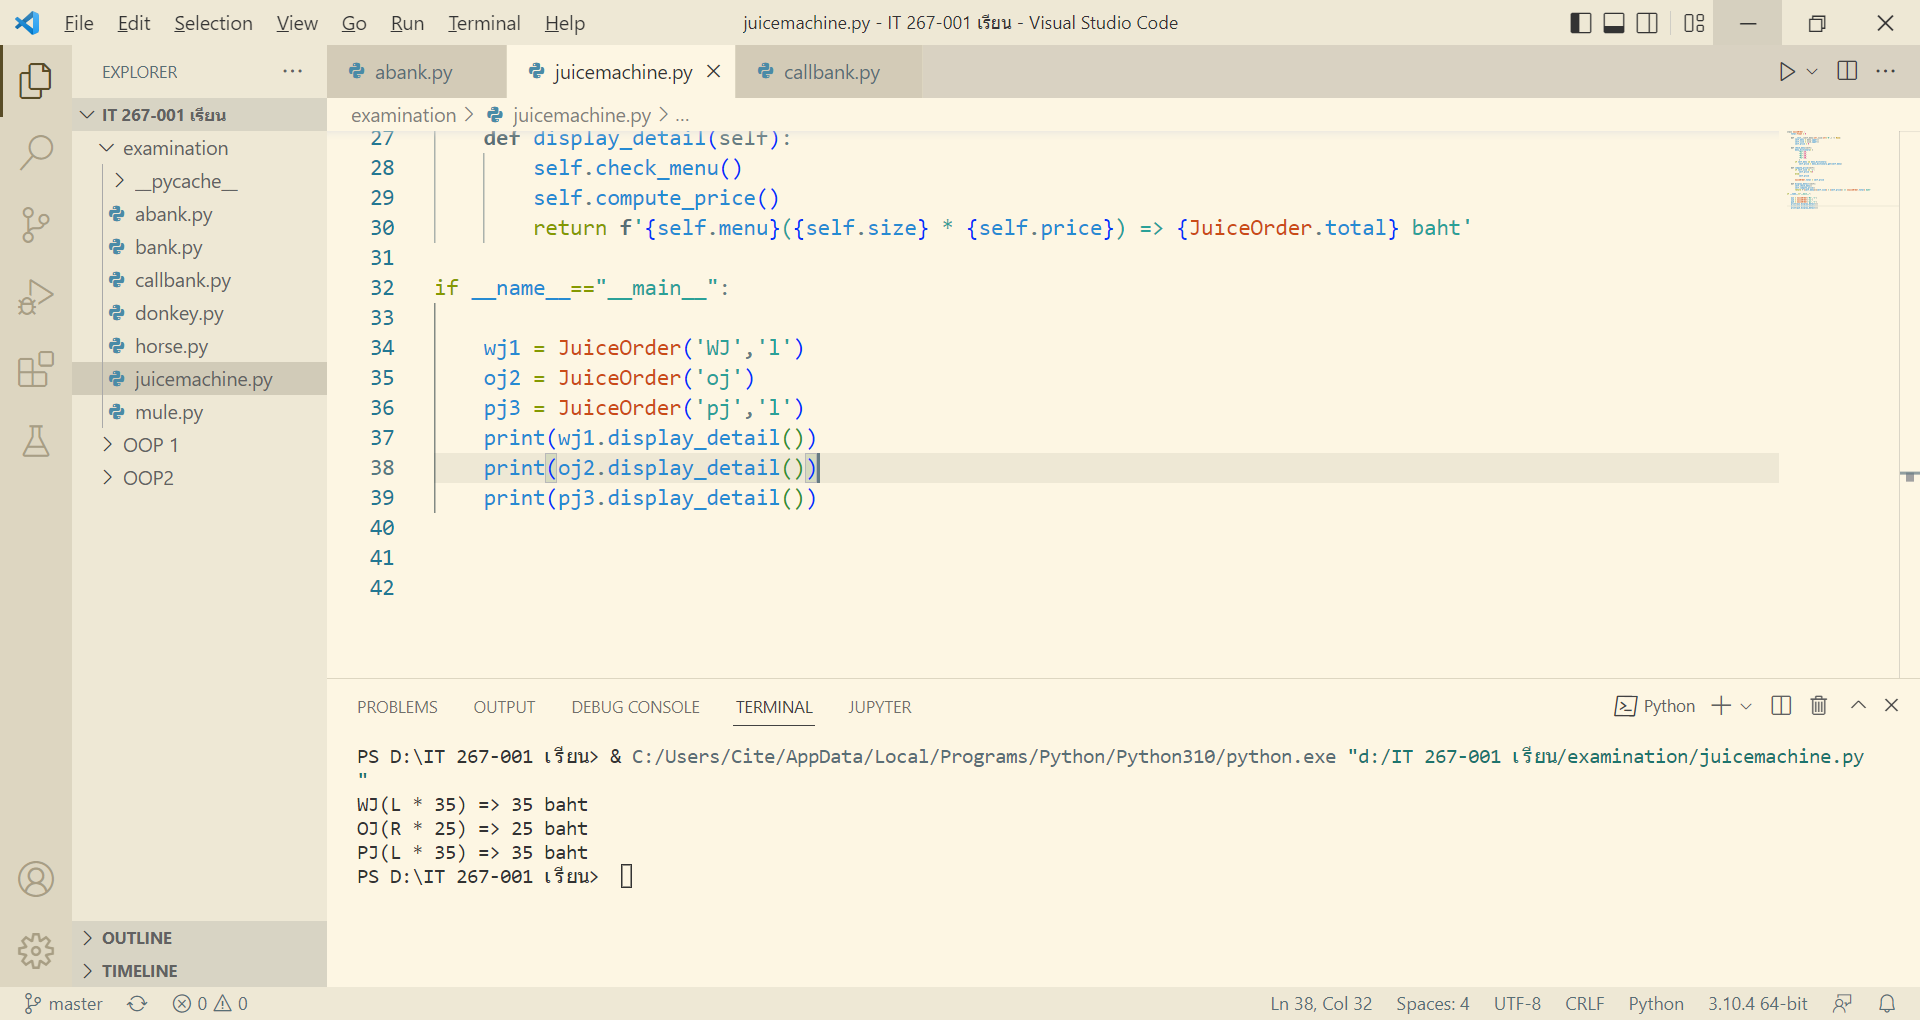 File Edit Selection View Go Run Terminal Help
juicemachine.py - IT 267-001 เรียน - Visual Studio Code
EXPLORER
IT 267-001 เรียน
examination
__pycache__
abank.py
bank.py
callbank.py
donkey.py
horse.py
juicemachine.py
mule.py
OOP 1
OOP2
OUTLINE
TIMELINE
abank.py juicemachine.py callbank.py
examination > juicemachine.py > ...
27 def display_detail(self):
28 self.check_menu()
29 self.compute_price()
30 return f'{self.menu}({self.size} * {self.price}) => {JuiceOrder.total} baht'
31
32 if __name__=="__main__":
33
34 wj1 = JuiceOrder('WJ','l')
35 oj2 = JuiceOrder('oj')
36 pj3 = JuiceOrder('pj','l')
37 print(wj1.display_detail())
38 print(oj2.display_detail())
39 print(pj3.display_detail())
40
41
42
PROBLEMS OUTPUT DEBUG CONSOLE TERMINAL JUPYTER
Python
PS D:\IT 267-001 เรียน> & C:/Users/Cite/AppData/Local/Programs/Python/Python310/python.exe "d:/IT 267-001 เรียน/examination/juicemachine.py
"
WJ(L * 35) => 35 baht
OJ(R * 25) => 25 baht
PJ(L * 35) => 35 baht
PS D:\IT 267-001 เรียน>
master 0 0 Ln 38, Col 32 Spaces: 4 UTF-8 CRLF Python 3.10.4 64-bit